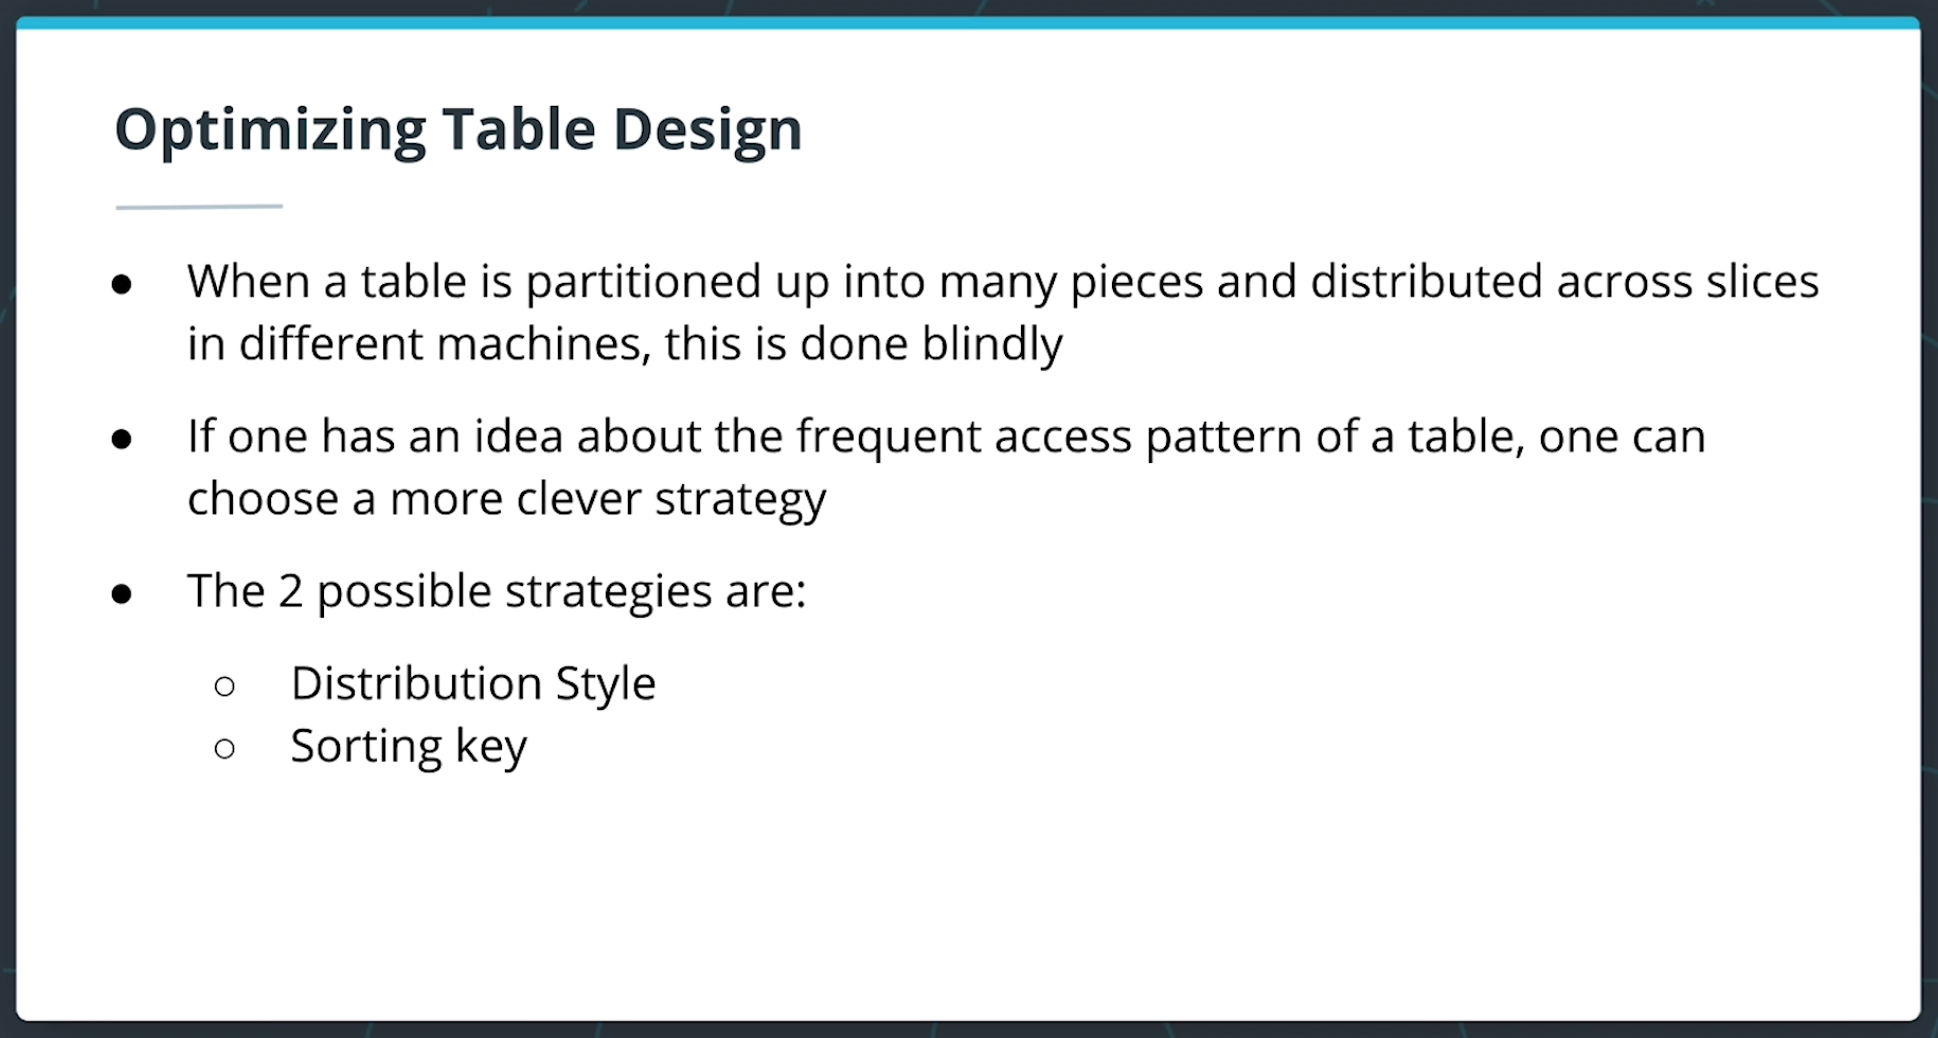 Optimizing Table Design
● When a table is partitioned up into many pieces and distributed across slices
in different machines, this is done blindly
● If one has an idea about the frequent access pattern of a table, one can
choose a more clever strategy
● The 2 possible strategies are:
○ Distribution Style
○ Sorting key